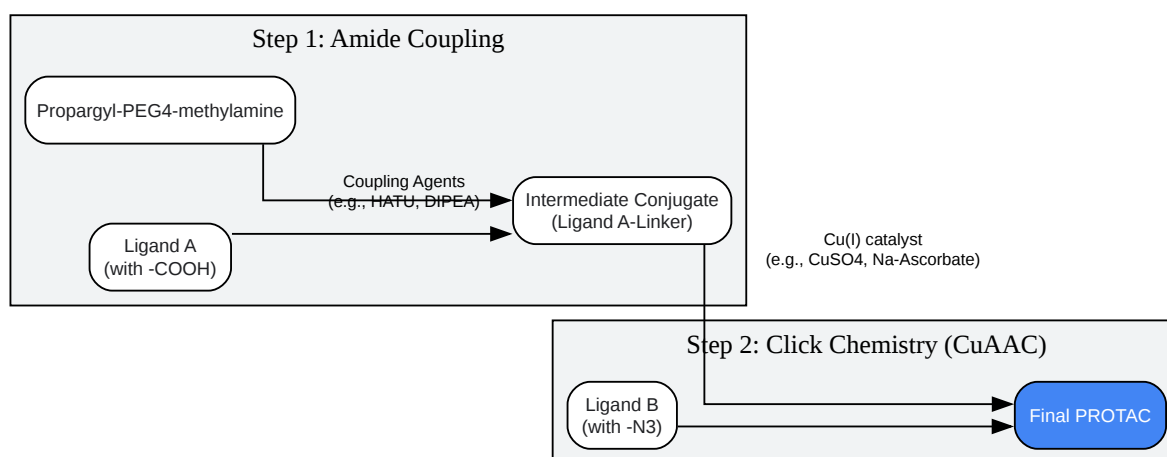 Step 1: Amide Coupling
Propargyl-PEG4-methylamine
Coupling Agents
(e.g., HATU, DIPEA)
Intermediate Conjugate
(Ligand A-Linker)
Ligand A
(with -COOH)
Cu(I) catalyst
(e.g., CuSO4, Na-Ascorbate)
Step 2: Click Chemistry (CuAAC)
Ligand B
(with -N3)
Final PROTAC